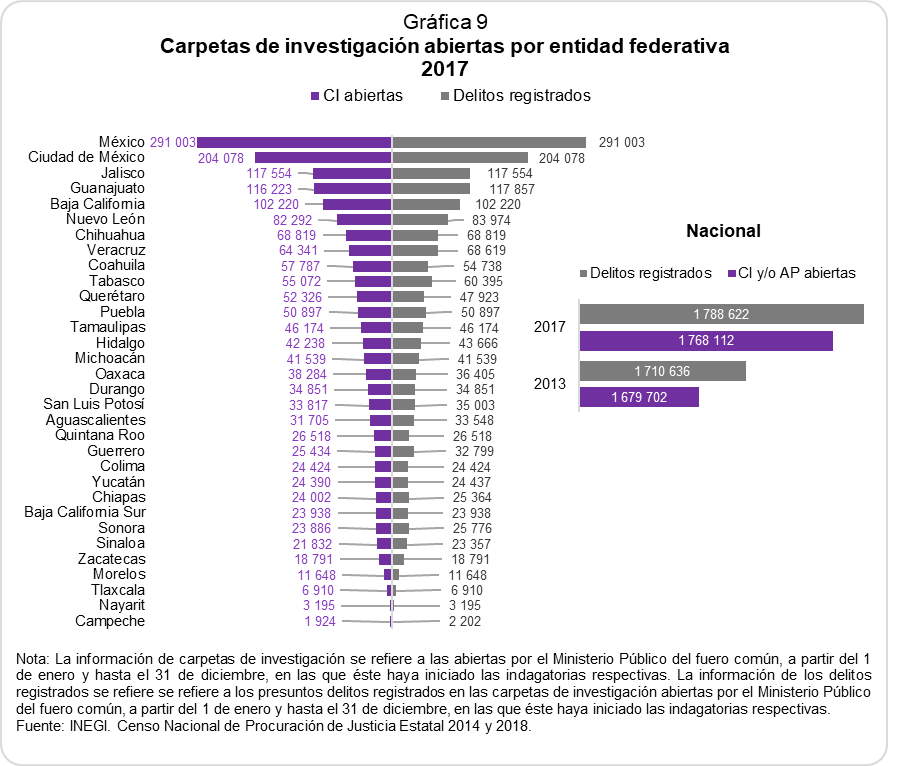 Gráfica 9
Carpetas de investigación abiertas por entidad federativa
2017
CI abiertas Delitos registrados
México 291 003 291 003
Ciudad de México 204 078 204 078
Jalisco 117 554 117 554
Guanajuato 116 223 117 857
Baja California 102 220 102 220
Nuevo León 82 292 83 974
Chihuahua 68 819 68 819
Veracruz 64 341 68 619
Coahuila 57 787 54 738
Tabasco 55 072 60 395
Querétaro 52 326 47 923
Puebla 50 897 50 897
Tamaulipas 46 174 46 174
Hidalgo 42 238 43 666
Michoacán 41 539 41 539
Oaxaca 38 284 36 405
Durango 34 851 34 851
San Luis Potosí 33 817 35 003
Aguascalientes 31 705 33 548
Quintana Roo 26 518 26 518
Guerrero 25 434 32 799
Colima 24 424 24 424
Yucatán 24 390 24 437
Chiapas 24 002 25 364
Baja California Sur 23 938 23 938
Sonora 23 886 25 776
Sinaloa 21 832 23 357
Zacatecas 18 791 18 791
Morelos 11 648 11 648
Tlaxcala 6 910 6 910
Nayarit 3 195 3 195
Campeche 1 924 2 202
Nacional
Delitos registrados CI y/o AP abiertas
2017
1 788 622
1 768 112
2013
1 710 636
1 679 702
Nota: La información de carpetas de investigación se refiere a las abiertas por el Ministerio Público del fuero común, a partir del 1
de enero y hasta el 31 de diciembre, en las que éste haya iniciado las indagatorias respectivas. La información de los delitos
registrados se refiere se refiere a los presuntos delitos registrados en las carpetas de investigación abiertas por el Ministerio Público
del fuero común, a partir del 1 de enero y hasta el 31 de diciembre, en las que éste haya iniciado las indagatorias respectivas.
Fuente: INEGI. Censo Nacional de Procuración de Justicia Estatal 2014 y 2018.